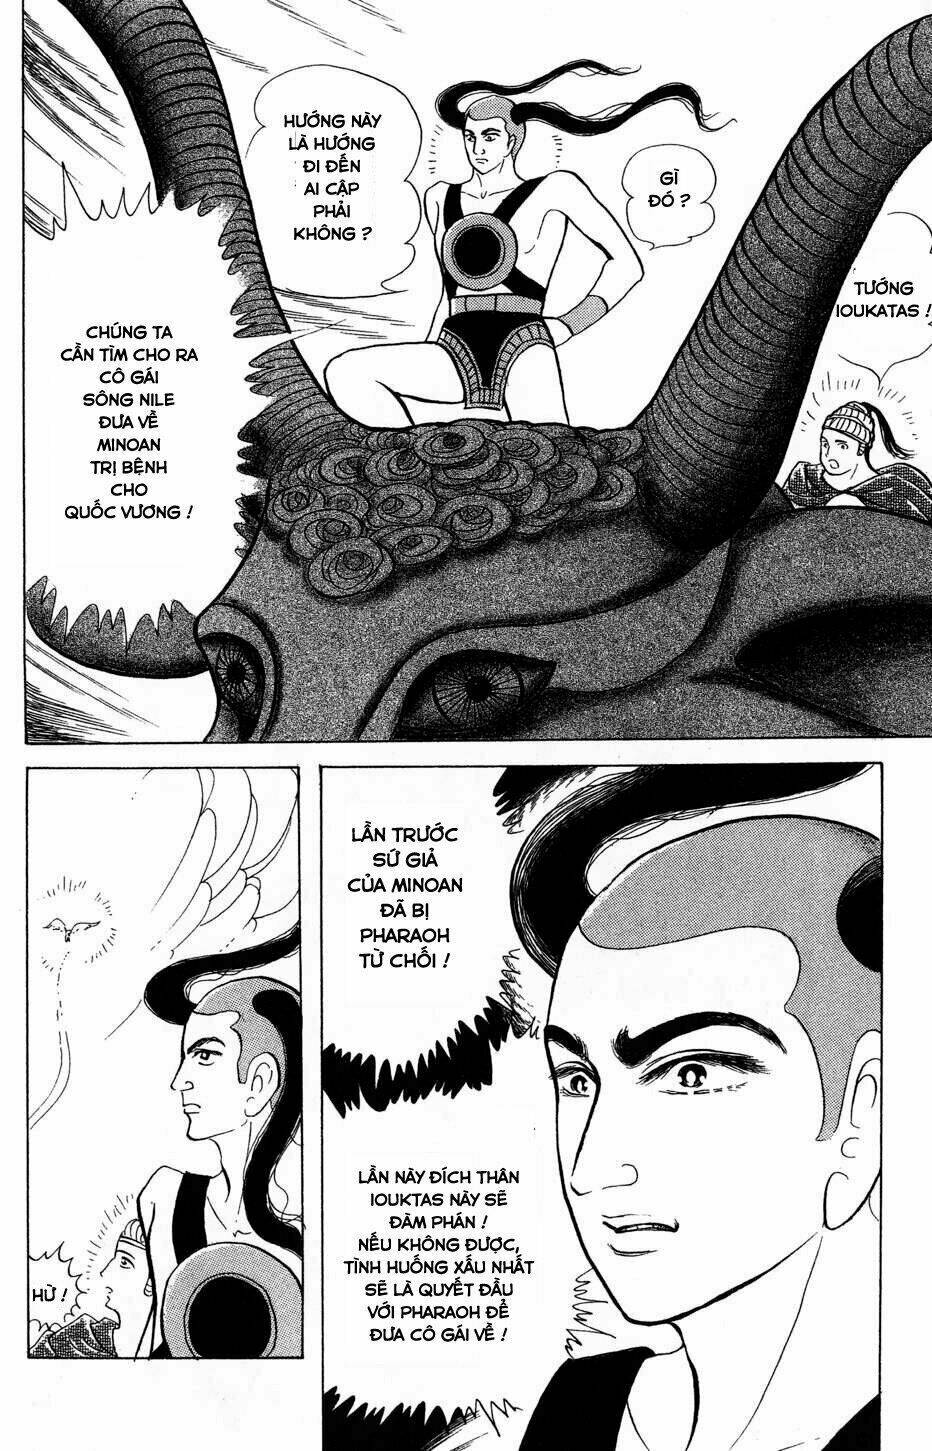 HƯỚNG NÀY
LÀ HƯỚNG
ĐI ĐẾN
AI CẬP
PHẢI
KHÔNG ?
GÌ
ĐÓ ?
TƯỚNG
IOUKATAS !
CHÚNG TA
CẦN TÌM CHO RA
CÔ GÁI
SÔNG NILE
ĐƯA VỀ
MINOAN
TRỊ BỆNH
CHO
QUỐC VƯƠNG !
HỪ !
LẦN TRƯỚC
SỨ GIẢ
CỦA MINOAN
ĐÃ BỊ
PHARAOH
TỪ CHỐI !
LẦN NÀY ĐÍCH THÂN
IOUKTAS NÀY SẼ
ĐÀM PHÁN !
NẾU KHÔNG ĐƯỢC,
TÌNH HUỐNG XẤU NHẤT
SẼ LÀ QUYẾT ĐẦU
VỚI PHARAOH ĐỂ
ĐƯA CÔ GÁI VỀ !